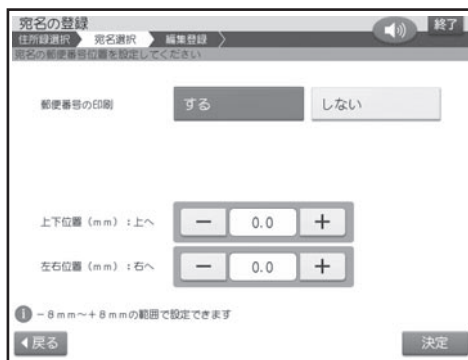 宛名の登録
終了
住所録選択 宛名選択 編集登録
宛名の郵便番号位置を設定してください
郵便番号の印刷 する しない
上下位置（mm）：上へ － 0.0 ＋
左右位置（mm）：右へ － 0.0 ＋
－8mm～＋8mmの範囲で設定できます
戻る 決定